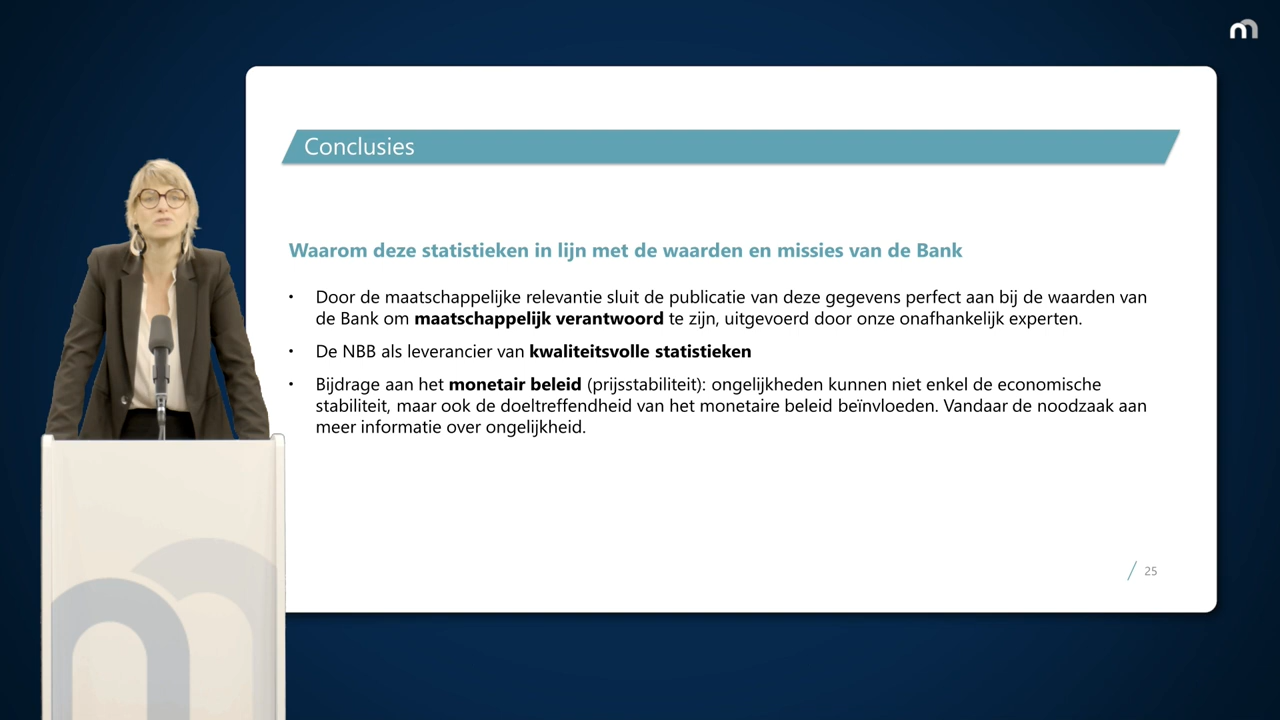 Conclusies
Waarom deze statistieken in lijn met de waarden en missies van de Bank
• Door de maatschappelijke relevantie sluit de publicatie van deze gegevens perfect aan bij de waarden van
de Bank om maatschappelijk verantwoord te zijn, uitgevoerd door onze onafhankelijk experten.
• De NBB als leverancier van kwaliteitsvolle statistieken
• Bijdrage aan het monetair beleid (prijsstabiliteit): ongelijkheden kunnen niet enkel de economische
stabiliteit, maar ook de doeltreffendheid van het monetaire beleid beïnvloeden. Vandaar de noodzaak aan
meer informatie over ongelijkheid.
25